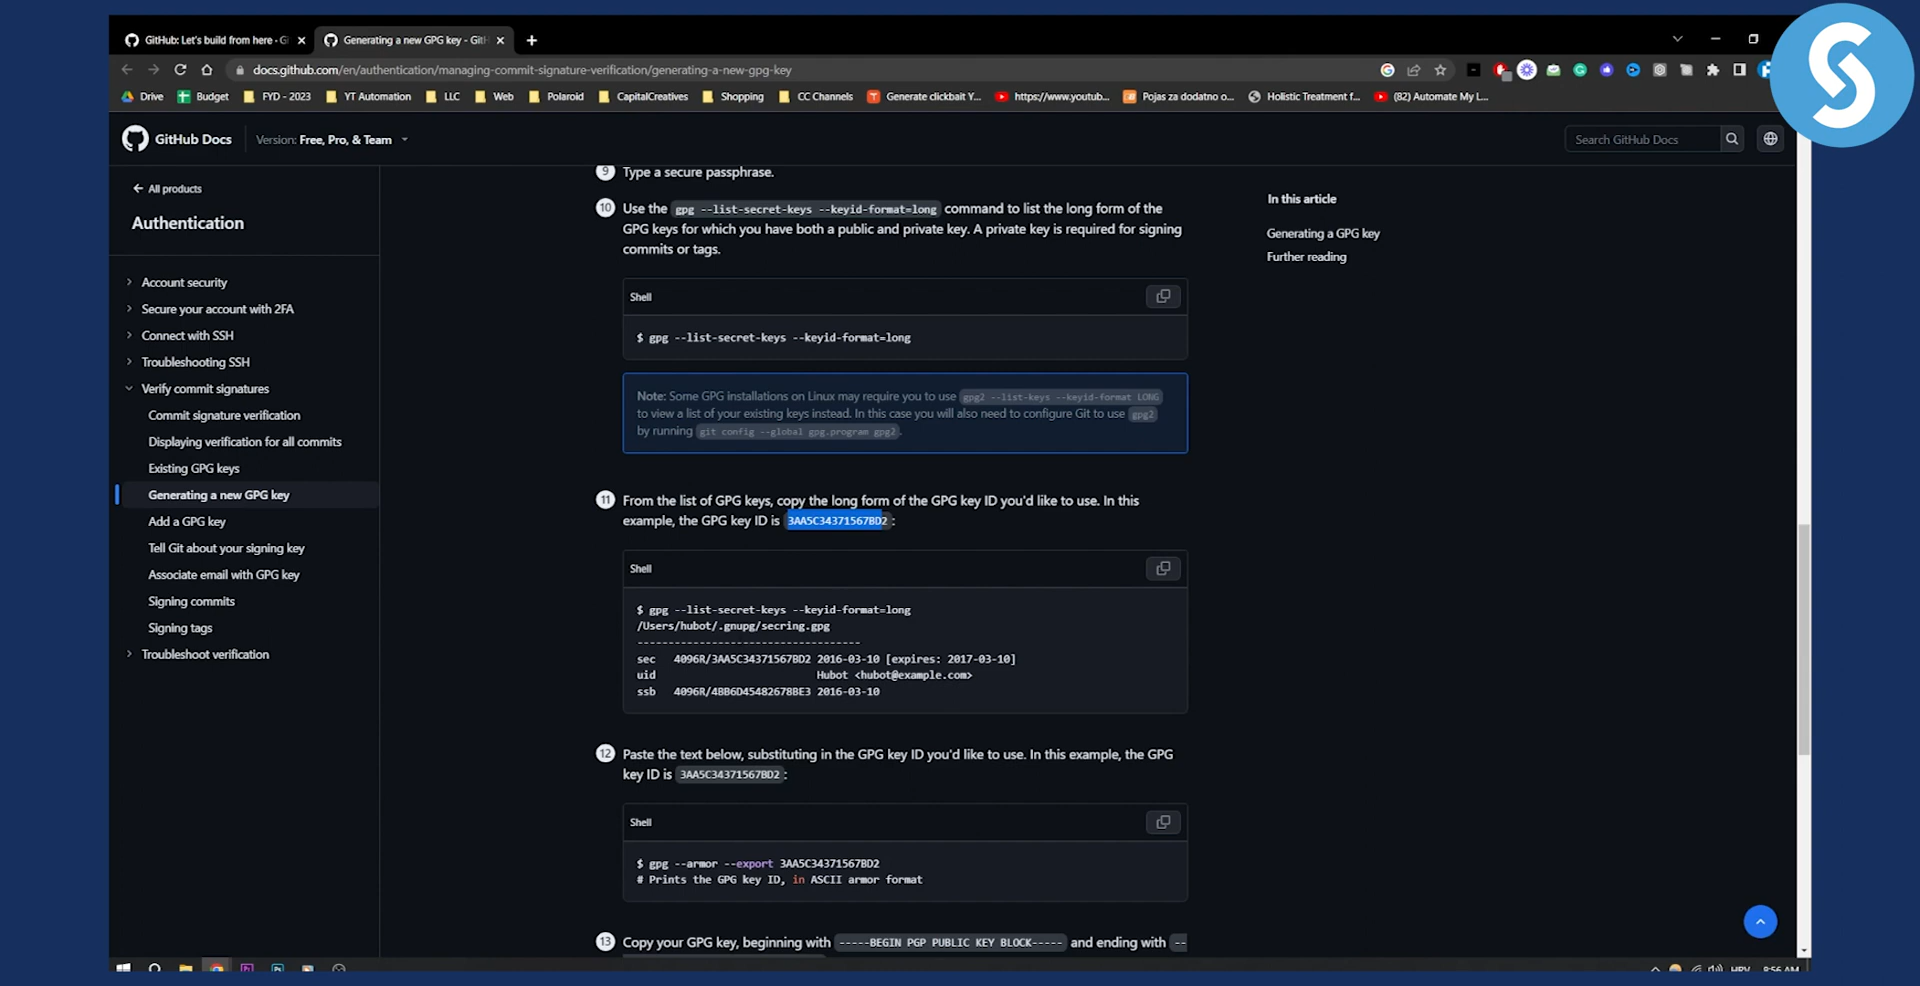 GitHub: Let's build from here · Gi
Generating a new GPG key - GitH
docs.github.com/en/authentication/managing-commit-signature-verification/generating-a-new-gpg-key
Drive Budget FYD - 2023 YT Automation LLC Web Polaroid CapitalCreatives Shopping CC Channels Generate clickbait Y... https://www.youtub... Pojas za dodatno o... Holistic Treatment f... (82) Automate My L...
GitHub Docs Version: Free, Pro, & Team
Search GitHub Docs
All products
Authentication
Account security
Secure your account with 2FA
Connect with SSH
Troubleshooting SSH
Verify commit signatures
Commit signature verification
Displaying verification for all commits
Existing GPG keys
Generating a new GPG key
Add a GPG key
Tell Git about your signing key
Associate email with GPG key
Signing commits
Signing tags
Troubleshoot verification
9 Type a secure passphrase.
10 Use the gpg --list-secret-keys --keyid-format=long command to list the long form of the
GPG keys for which you have both a public and private key. A private key is required for signing
commits or tags.
Shell
$ gpg --list-secret-keys --keyid-format=long
Note: Some GPG installations on Linux may require you to use gpg2 --list-keys --keyid-format LONG
to view a list of your existing keys instead. In this case you will also need to configure Git to use gpg2
by running git config --global gpg.program gpg2.
11 From the list of GPG keys, copy the long form of the GPG key ID you'd like to use. In this
example, the GPG key ID is 3AA5C34371567BD2:
Shell
$ gpg --list-secret-keys --keyid-format=long
/Users/hubot/.gnupg/secring.gpg
------------------------------------
sec 4096R/3AA5C34371567BD2 2016-03-10 [expires: 2017-03-10]
uid Hubot <hubot@example.com>
ssb 4096R/4BB6D45482678BE3 2016-03-10
12 Paste the text below, substituting in the GPG key ID you'd like to use. In this example, the GPG
key ID is 3AA5C34371567BD2:
Shell
$ gpg --armor --export 3AA5C34371567BD2
# Prints the GPG key ID, in ASCII armor format
13 Copy your GPG key, beginning with -----BEGIN PGP PUBLIC KEY BLOCK----- and ending with --
In this article
Generating a GPG key
Further reading
HRV 8:56 AM
S